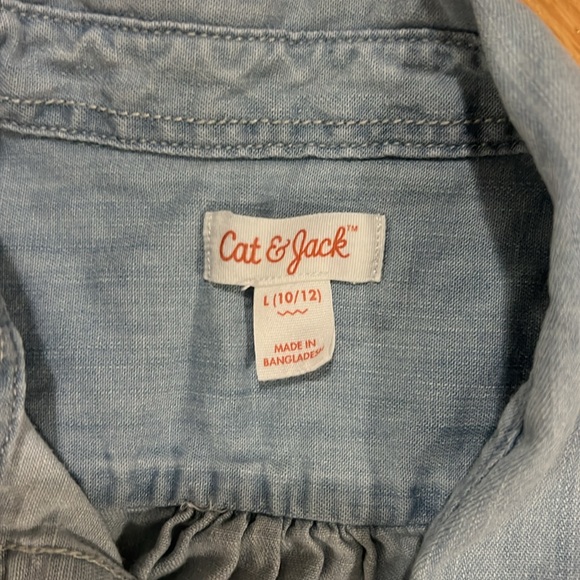 Cat & Jack™
L (10/12)
MADE IN
BANGLADESH